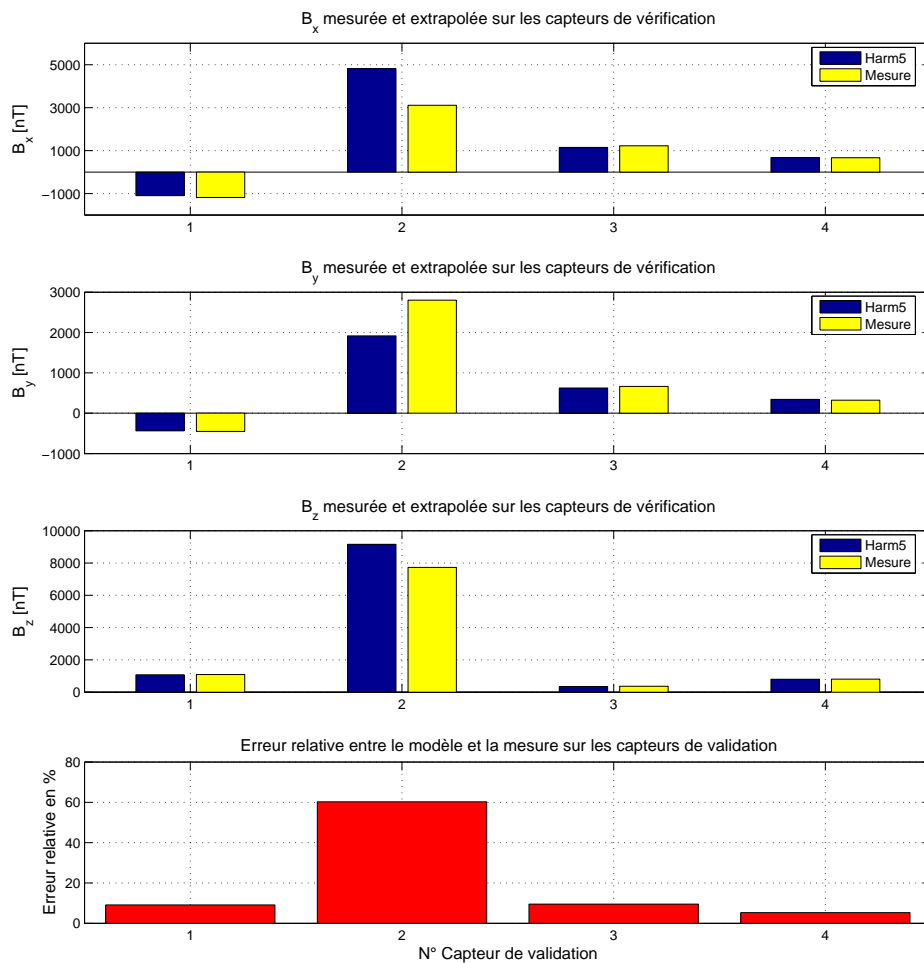 B_x mesurée et extrapolée sur les capteurs de vérification
5000
3000
1000
−1000
B_x [nT]
Harm5
Mesure
1 2 3 4
B_y mesurée et extrapolée sur les capteurs de vérification
3000
2000
1000
0
−1000
B_y [nT]
Harm5
Mesure
1 2 3 4
B_z mesurée et extrapolée sur les capteurs de vérification
10000
8000
6000
4000
2000
0
B_z [nT]
Harm5
Mesure
1 2 3 4
Erreur relative entre le modèle et la mesure sur les capteurs de validation
80
60
40
20
0
Erreur relative en %
1 2 3 4
N° Capteur de validation